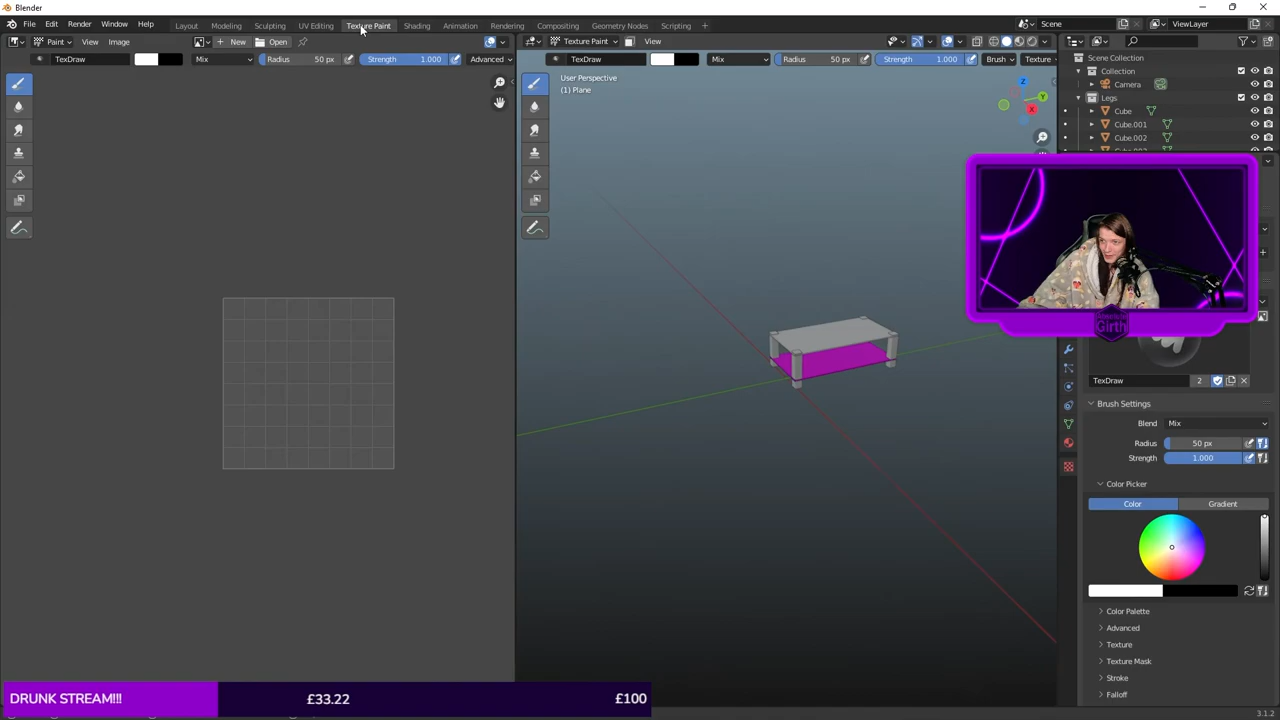 Blender
File Edit Render Window Help Layout Modeling Sculpting UV Editing Texture Paint Shading Animation Rendering Compositing Geometry Nodes Scripting + Scene ViewLayer
Paint View Image + New Open Texture Paint View
TexDraw Mix Radius 50 px Strength 1.000 Advanced TexDraw Mix Radius 50 px Strength 1.000 Brush Texture
Scene Collection
Collection
Camera
Legs
Cube
Cube.001
Cube.002
User Perspective
(1) Plane
Z
Y
X
Girth
TexDraw 2
Brush Settings
Blend Mix
Radius 50 px
Strength 1.000
Color Picker
Color Gradient
Color Palette
Advanced
Texture
Texture Mask
Stroke
Falloff
DRUNK STREAM!!! £33.22 £100
3.1.2